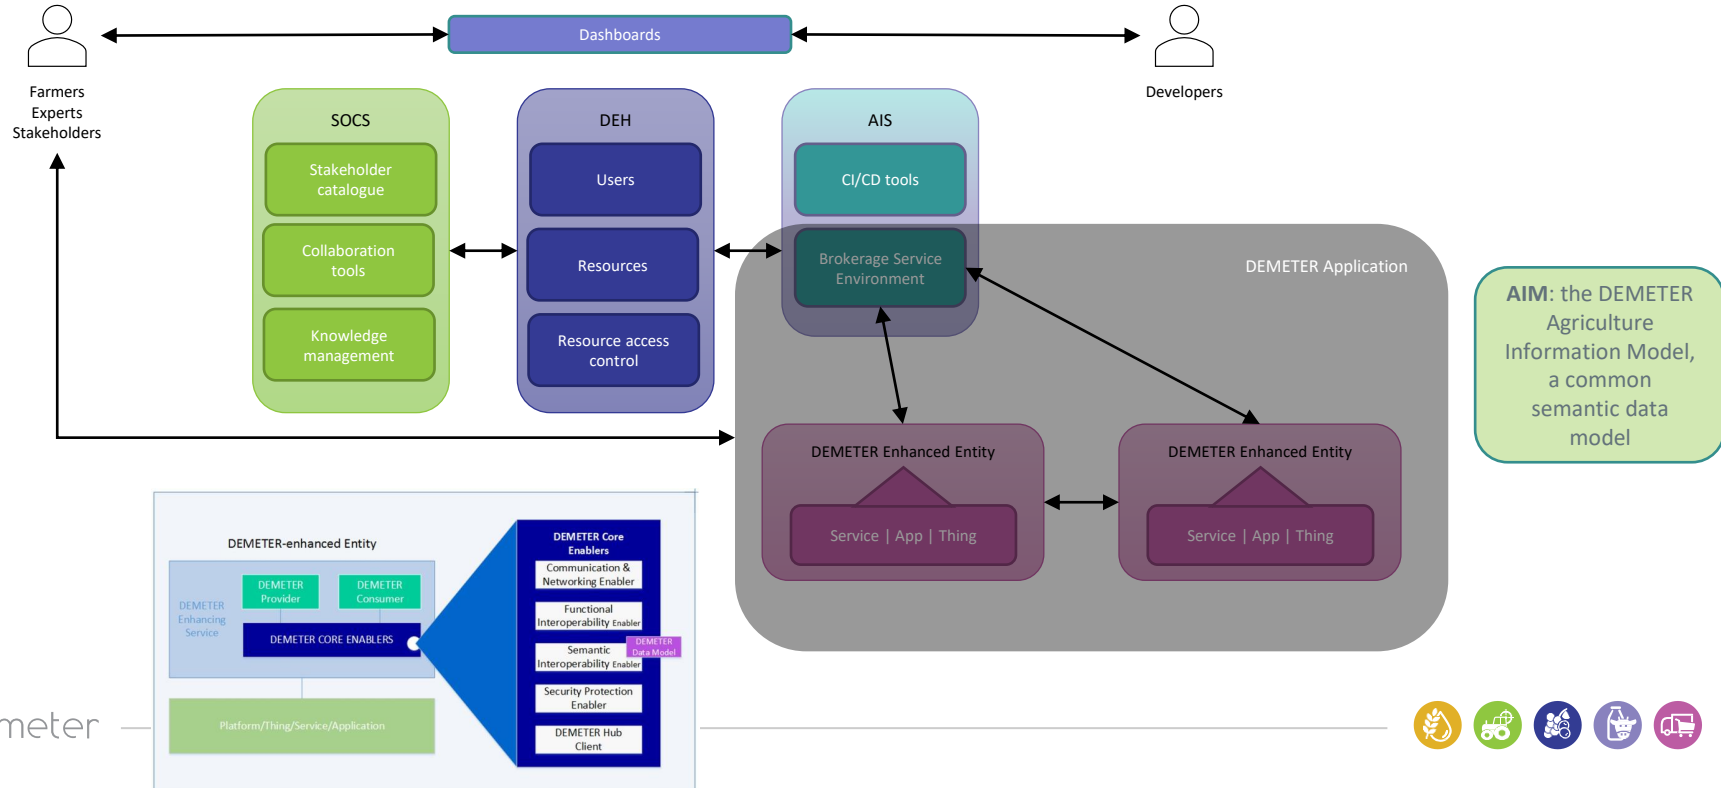 Dashboards
Farmers
Experts
Stakeholders
Developers
SOCS
Stakeholder
catalogue
Collaboration
tools
Knowledge
management
DEH
Users
Resources
Resource access
control
AIS
CI/CD tools
Brokerage Service
Environment
DEMETER Application
DEMETER Enhanced Entity
Service | App | Thing
DEMETER Enhanced Entity
Service | App | Thing
AIM: the DEMETER
Agriculture
Information Model,
a common
semantic data
model
DEMETER-enhanced Entity
DEMETER
Enhancing
Service
DEMETER
Provider
DEMETER
Consumer
DEMETER CORE ENABLERS
Platform/Thing/Service/Application
DEMETER Core
Enablers
Communication &
Networking Enabler
Functional
Interoperability Enabler
Semantic
Interoperability Enabler
DEMETER
Data Model
Security Protection
Enabler
DEMETER Hub
Client
meter